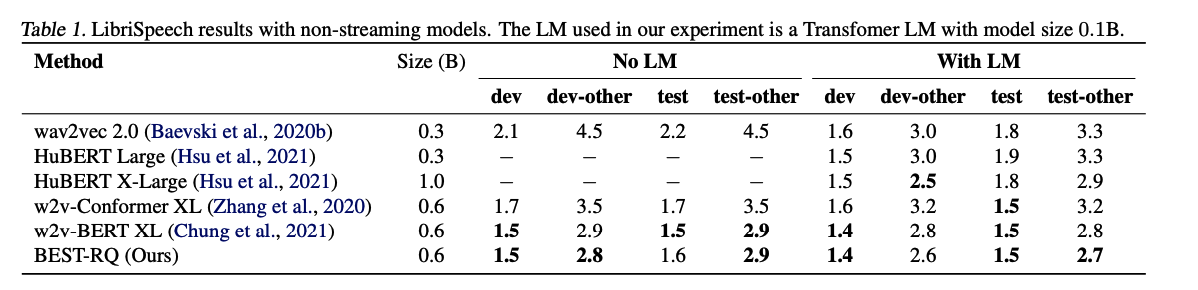 Table 1. LibriSpeech results with non-streaming models. The LM used in our experiment is a Transfomer LM with model size 0.1B.
Method Size (B) No LM With LM
dev dev-other test test-other dev dev-other test test-other
wav2vec 2.0 (Baevski et al., 2020b) 0.3 2.1 4.5 2.2 4.5 1.6 3.0 1.8 3.3
HuBERT Large (Hsu et al., 2021) 0.3 – – – – 1.5 3.0 1.9 3.3
HuBERT X-Large (Hsu et al., 2021) 1.0 – – – – 1.5 2.5 1.8 2.9
w2v-Conformer XL (Zhang et al., 2020) 0.6 1.7 3.5 1.7 3.5 1.6 3.2 1.5 3.2
w2v-BERT XL (Chung et al., 2021) 0.6 1.5 2.9 1.5 2.9 1.4 2.8 1.5 2.8
BEST-RQ (Ours) 0.6 1.5 2.8 1.6 2.9 1.4 2.6 1.5 2.7